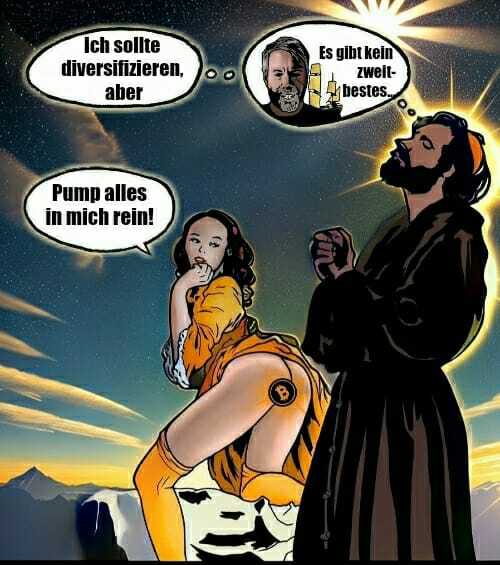 Ich sollte
diversifizieren,
aber
Es gibt kein
zweit-
bestes..
Pump alles
in mich rein!
B